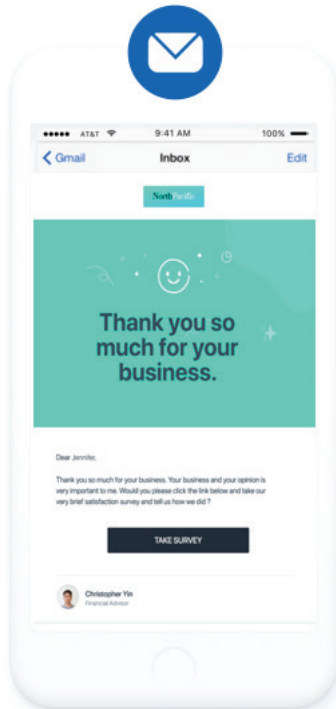 AT&T 9:41 AM 100%
Gmail Inbox Edit
NorthPacific
Thank you so
much for your
business.
Dear Jennifer,
Thank you so much for your business. Your business and your opinion is
very important to me. Would you please click the link below and take our
very brief satisfaction survey and tell us how we did ?
TAKE SURVEY
Christopher Yin
Financial Advisor